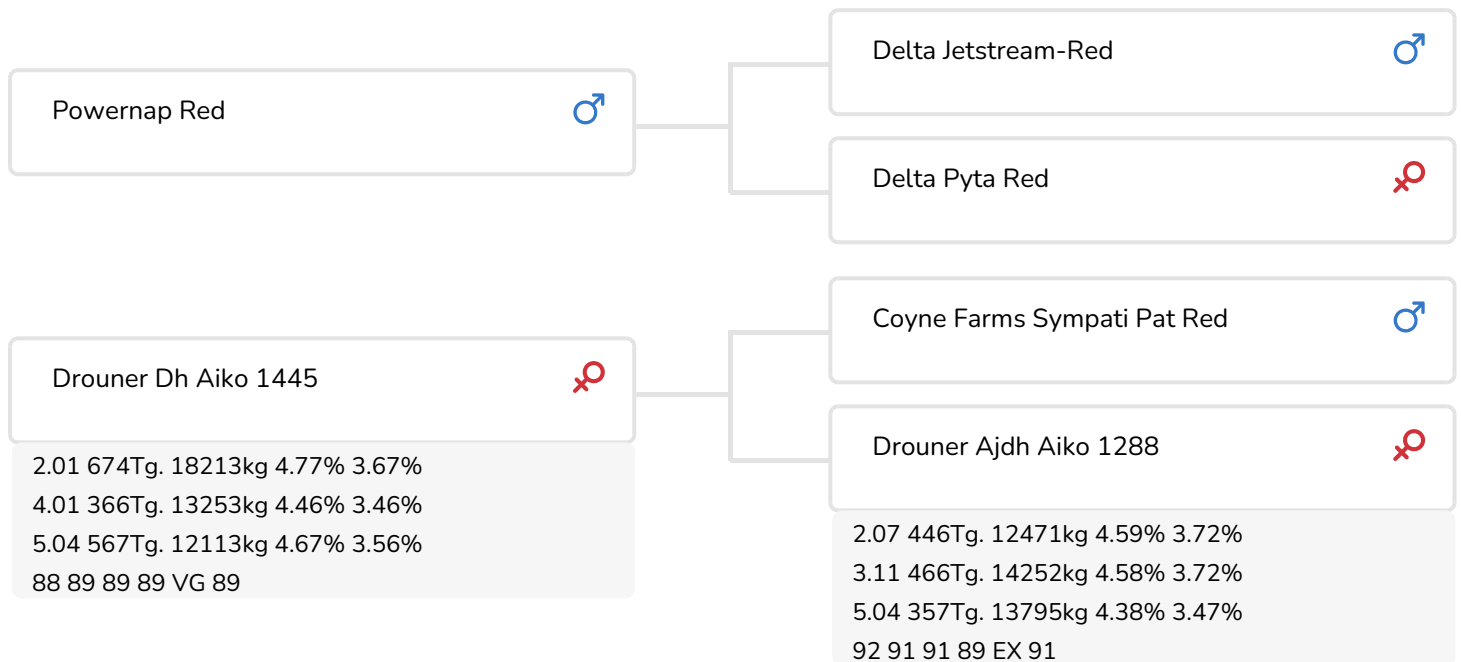 Powernap Red
Delta Jetstream-Red
Delta Pyta Red
Drouner Dh Aiko 1445
2.01 674Tg. 18213kg 4.77% 3.67%
4.01 366Tg. 13253kg 4.46% 3.46%
5.04 567Tg. 12113kg 4.67% 3.56%
88 89 89 89 VG 89
Coyne Farms Sympati Pat Red
Drouner Ajdh Aiko 1288
2.07 446Tg. 12471kg 4.59% 3.72%
3.11 466Tg. 14252kg 4.58% 3.72%
5.04 357Tg. 13795kg 4.38% 3.47%
92 91 91 89 EX 91